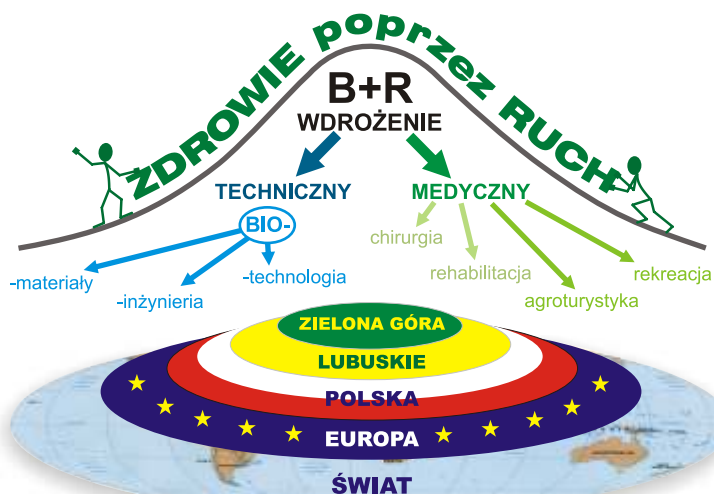 ZDROWIE poprzez RUCH
B+R
WDROŻENIE
TECHNICZNY
MEDYCZNY
BIO-
chirurgia
-materiały
-inżynieria
-technologia
rehabilitacja
agroturystyka
rekreacja
ZIELONA GÓRA
LUBUSKIE
POLSKA
EUROPA
ŚWIAT